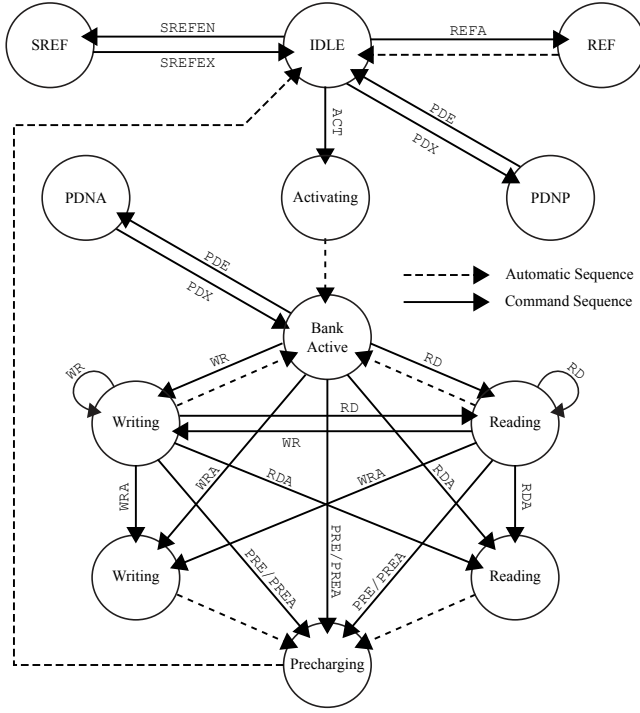 SREFEN
REFA
SREF
IDLE
REF
SREFEX
ACT
PDE
PDX
PDNA
Activating
PDNP
PDE
PDX
Automatic Sequence
Command Sequence
Bank
Active
WR
RD
WR
RD
RD
Writing
Reading
WR
WRA
WRA
RDA
WRA
RDA
RDA
PRE/PREA
PRE/PREA
PRE/PREA
Writing
Reading
Precharging